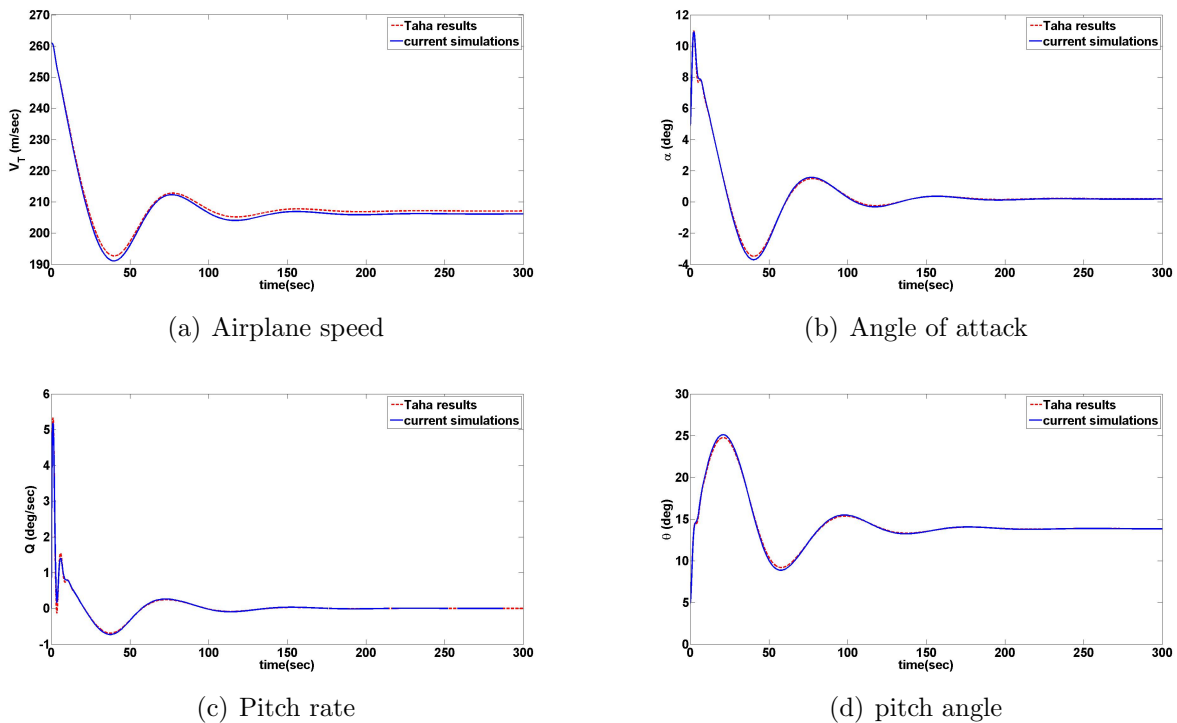 270
260
250
240
230
220
210
200
190
V_T (m/sec)
0 50 100 150 200 250 300
time(sec)
Taha results
current simulations
(a) Airplane speed
12
10
8
6
4
2
0
-2
-4
α (deg)
0 50 100 150 200 250 300
time(sec)
Taha results
current simulations
(b) Angle of attack
6
5
4
3
2
1
0
-1
Q (deg/sec)
0 50 100 150 200 250 300
time(sec)
Taha results
current simulations
(c) Pitch rate
30
25
20
15
10
5
0
θ (deg)
0 50 100 150 200 250 300
time(sec)
Taha results
current simulations
(d) pitch angle